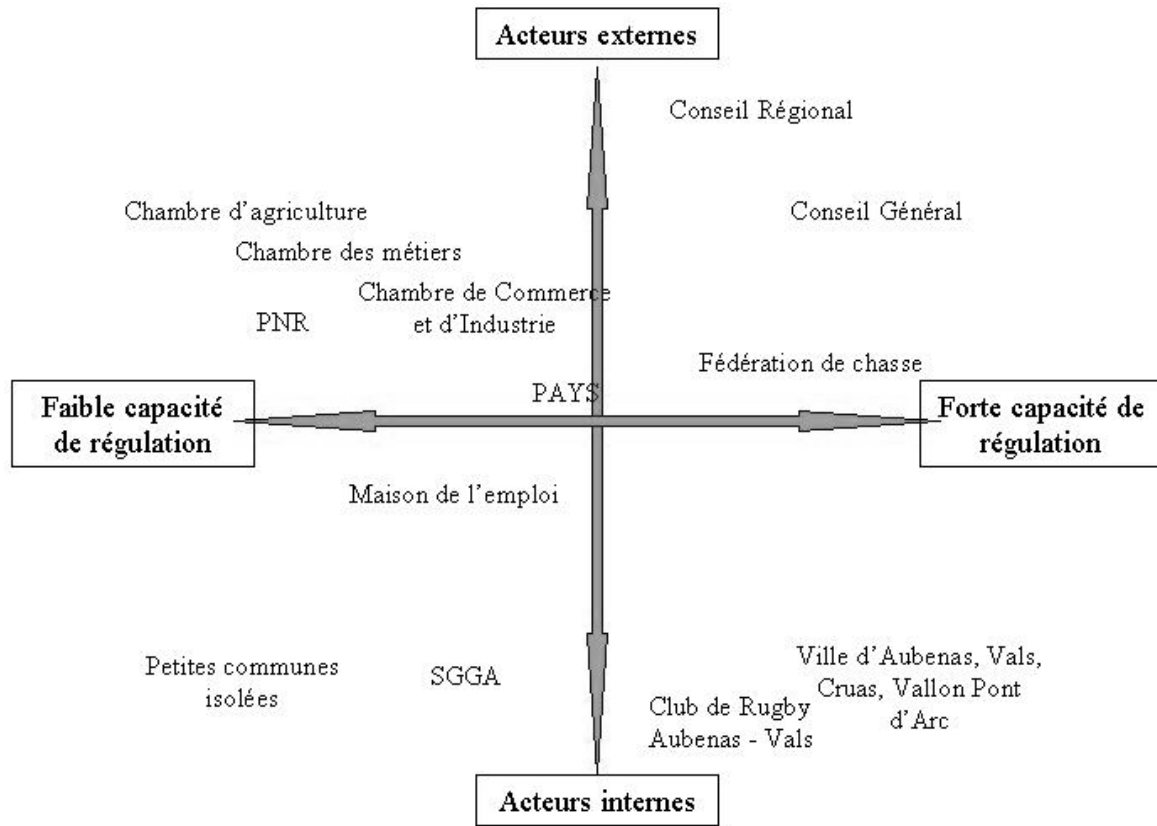 Acteurs externes
Conseil Régional
Chambre d'agriculture
Conseil Général
Chambre des métiers
Chambre de Commerce
et d'Industrie
PNR
Fédération de chasse
PAYS
Faible capacité
de régulation
Forte capacité de
régulation
Maison de l'emploi
Petites communes
isolées
SGGA
Ville d'Aubenas, Vals,
Cruas, Vallon Pont
d'Arc
Club de Rugby
Aubenas - Vals
Acteurs internes